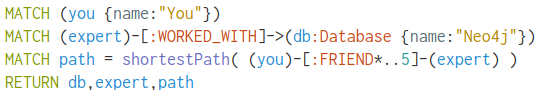 MATCH (you {name:"You"})
MATCH (expert)-[:WORKED_WITH]->(db:Database {name:"Neo4j"})
MATCH path = shortestPath( (you)-[:FRIEND*..5]-(expert) )
RETURN db,expert,path